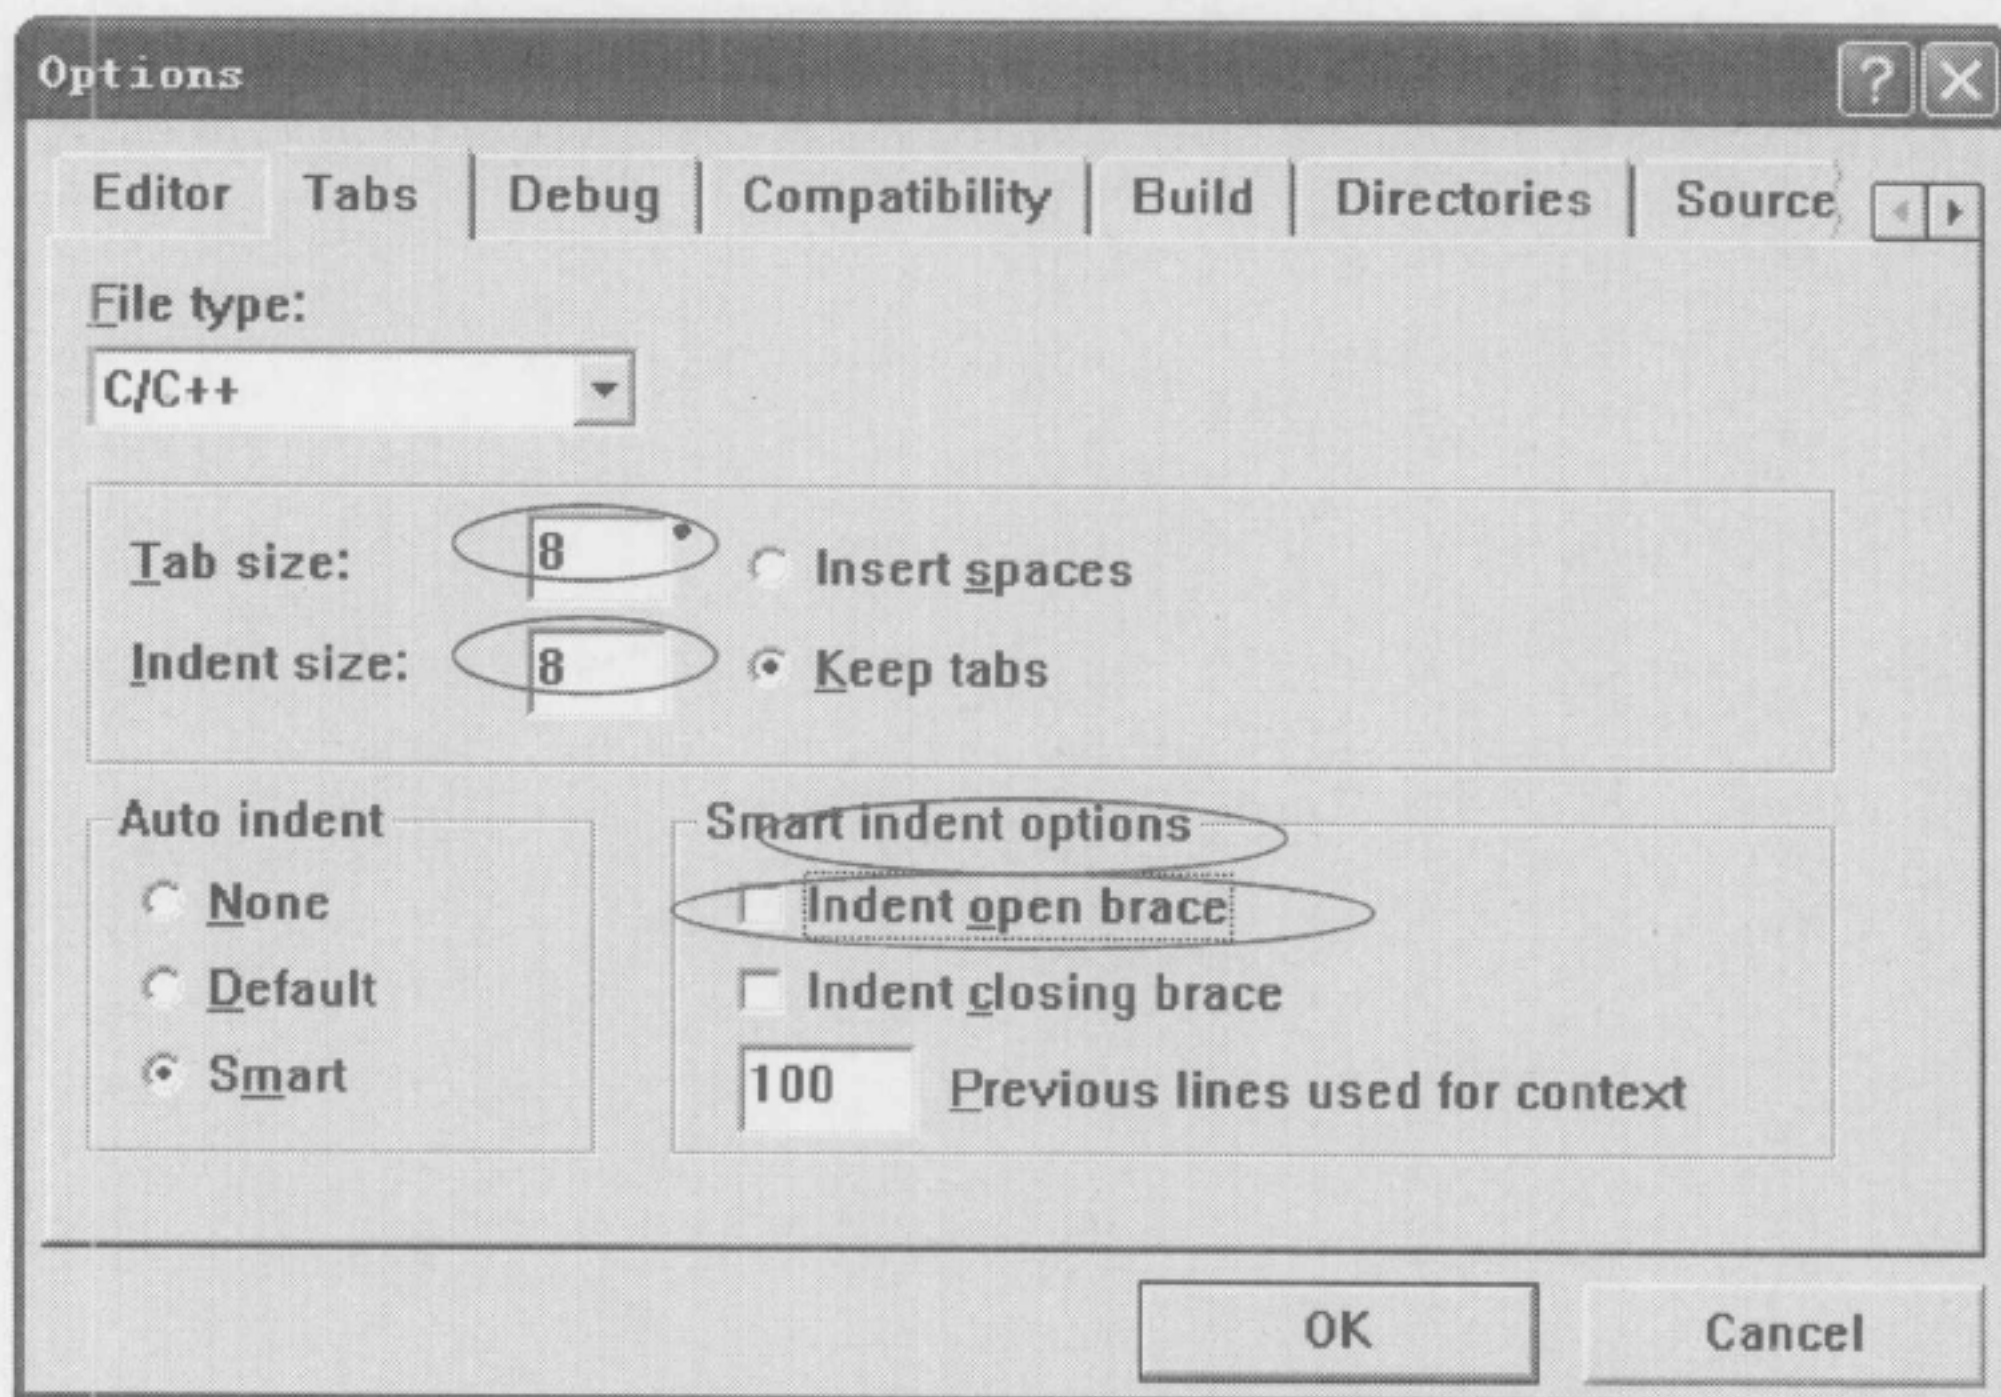 Options
Editor Tabs Debug Compatibility Build Directories Source
File type:
C/C++
Tab size: 8 Insert spaces
Indent size: 8 Keep tabs
Auto indent
None
Default
Smart
Smart indent options
Indent open brace
Indent closing brace
100 Previous lines used for context
OK Cancel